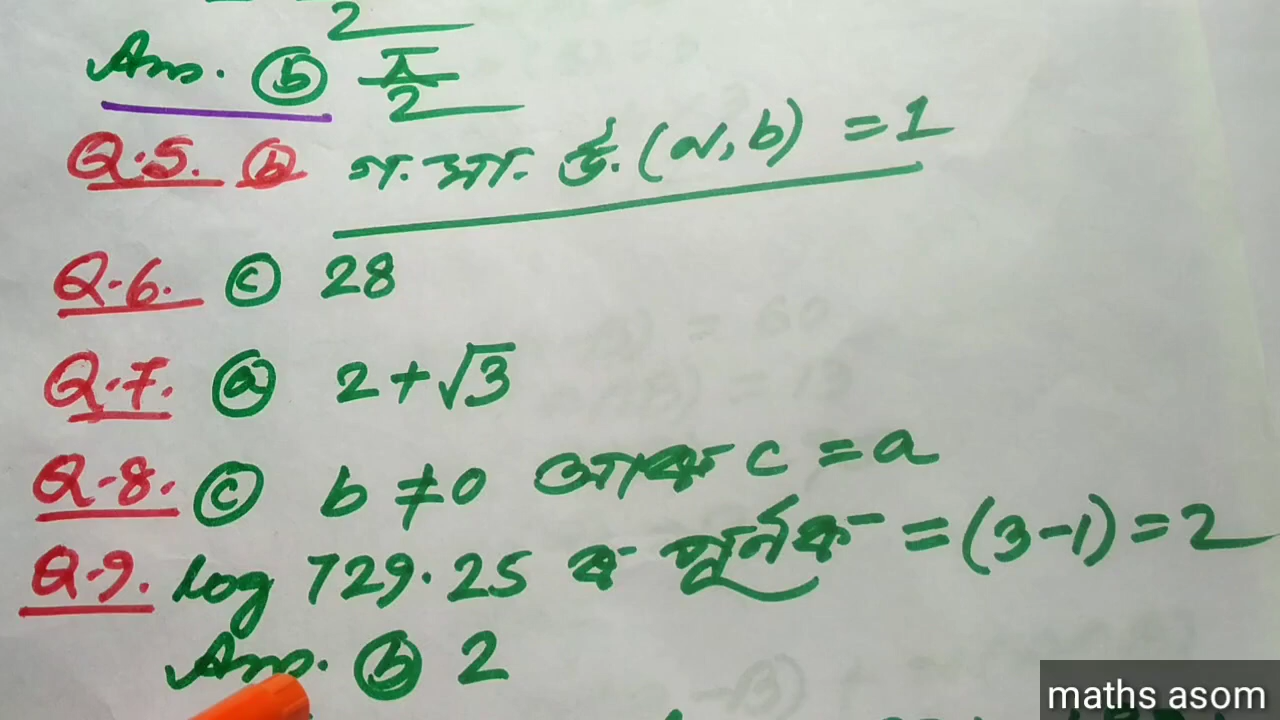 2
Ans. (b) π/2
Q.5. (b) গ.সা.উ. (a, b) = 1
Q.6. (c) 28
Q.7. (a) 2 + √3
Q.8. (c) b ≠ 0 আৰু c = a
Q.9. log 729.25 ৰ পূৰ্ণক = (3-1) = 2
Ans. (b) 2
maths asom